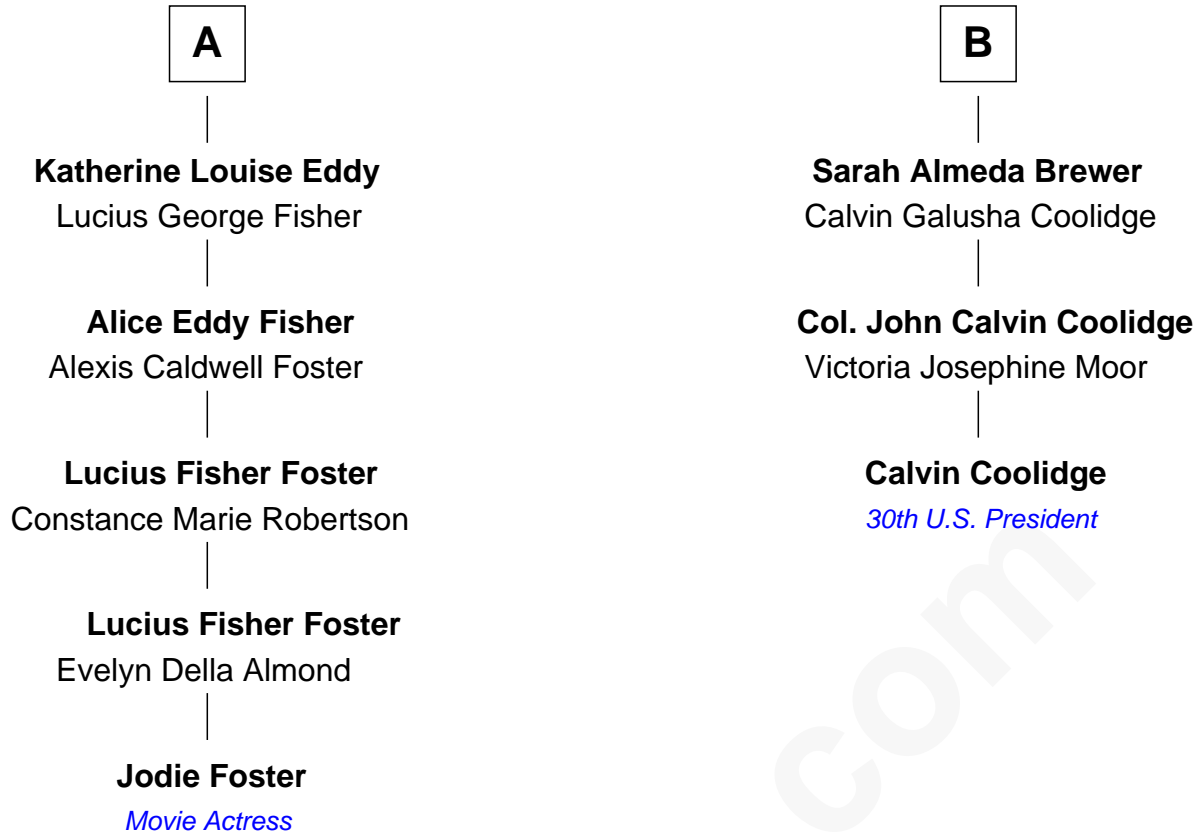 A
Katherine Louise Eddy
Lucius George Fisher
Alice Eddy Fisher
Alexis Caldwell Foster
Lucius Fisher Foster
Constance Marie Robertson
Lucius Fisher Foster
Evelyn Della Almond
Jodie Foster
Movie Actress
B
Sarah Almeda Brewer
Calvin Galusha Coolidge
Col. John Calvin Coolidge
Victoria Josephine Moor
Calvin Coolidge
30th U.S. President
com